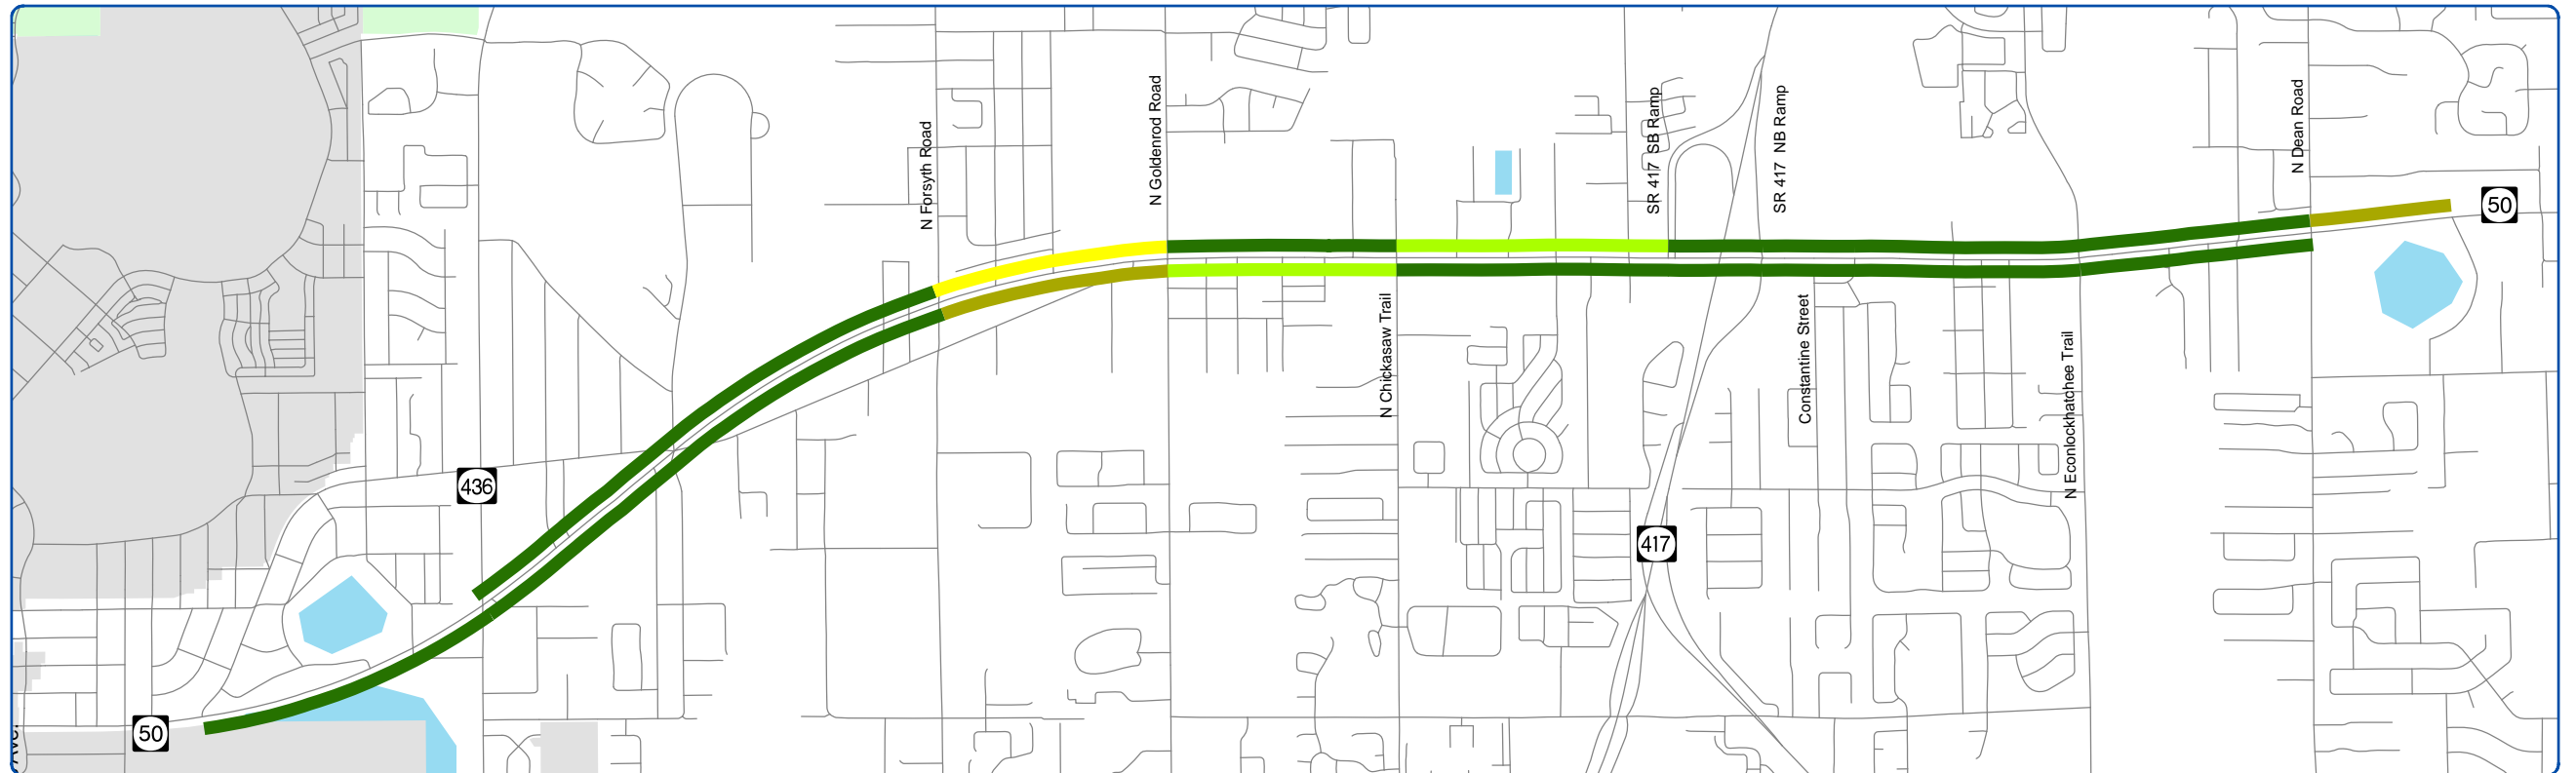 N Forsyth Road
N Goldenrod Road
SR 417 SB Ramp
SR 417 NB Ramp
N Dean Road
50
N Chickasaw Trail
Constantine Street
N Econlockhatchee Trail
436
417
50
Ave.